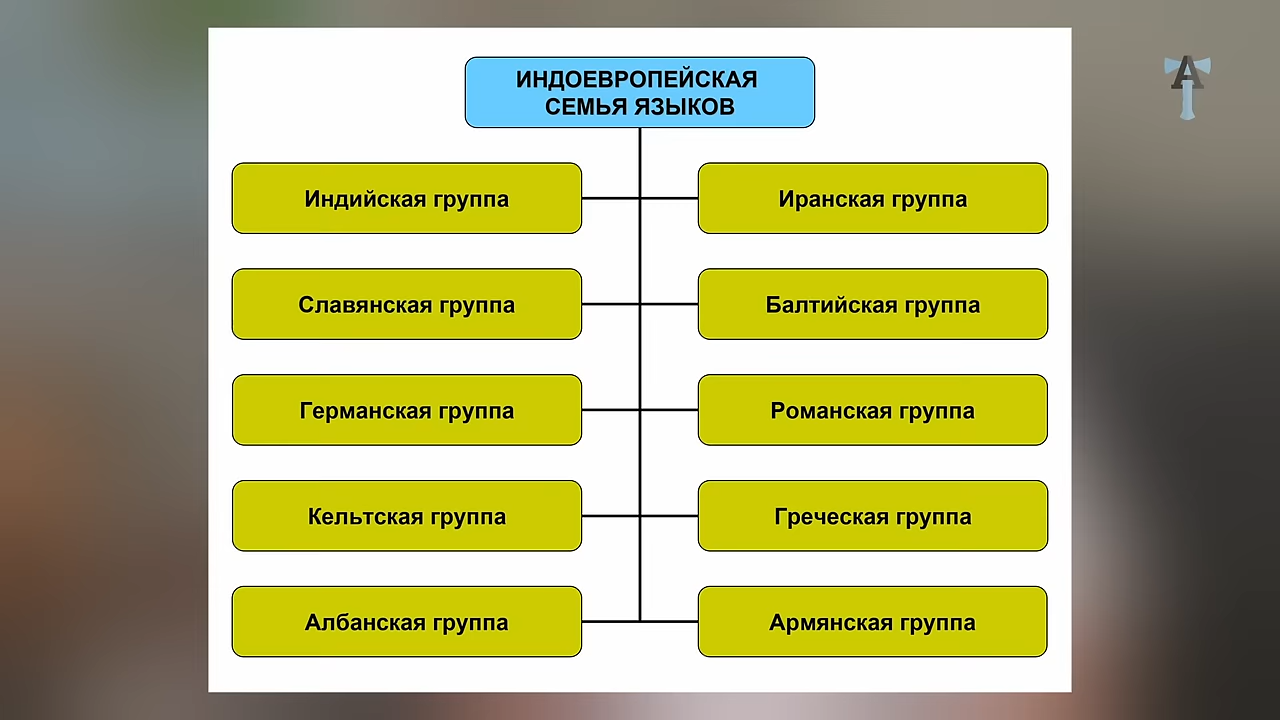 ИНДОЕВРОПЕЙСКАЯ
СЕМЬЯ ЯЗЫКОВ
Индийская группа
Иранская группа
Славянская группа
Балтийская группа
Германская группа
Романская группа
Кельтская группа
Греческая группа
Албанская группа
Армянская группа
А